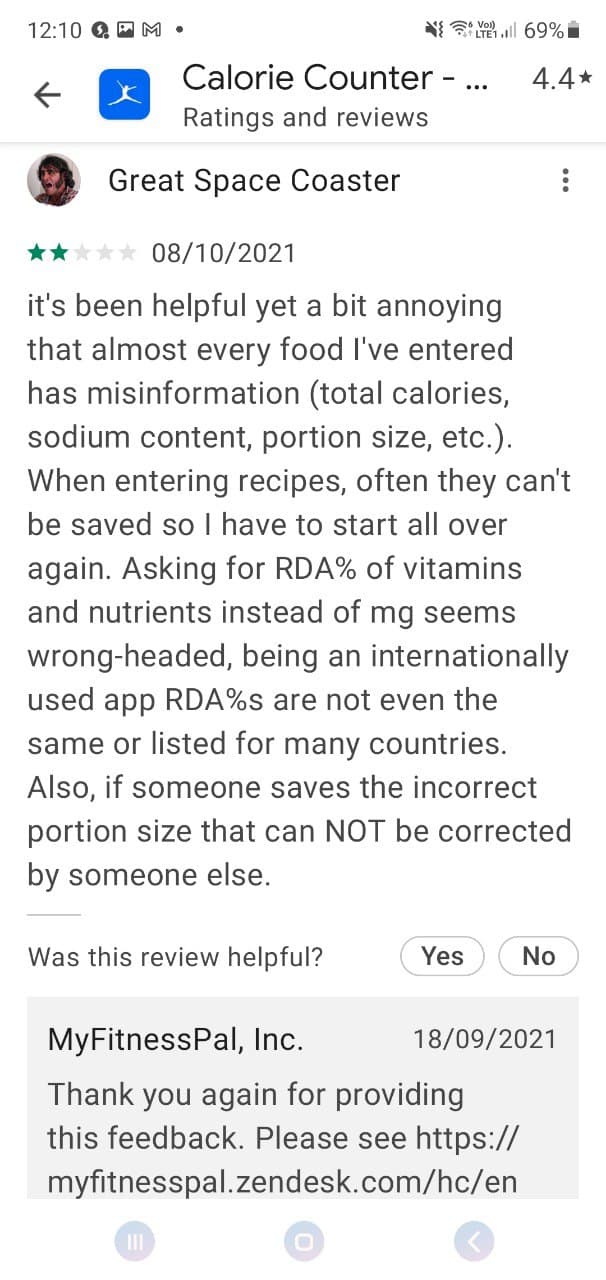 12:10
Vo)) LTE1 69%
Calorie Counter - ... 4.4★
Ratings and reviews
Great Space Coaster
08/10/2021
it's been helpful yet a bit annoying
that almost every food I've entered
has misinformation (total calories,
sodium content, portion size, etc.).
When entering recipes, often they can't
be saved so I have to start all over
again. Asking for RDA% of vitamins
and nutrients instead of mg seems
wrong-headed, being an internationally
used app RDA%s are not even the
same or listed for many countries.
Also, if someone saves the incorrect
portion size that can NOT be corrected
by someone else.
Was this review helpful? Yes No
MyFitnessPal, Inc. 18/09/2021
Thank you again for providing
this feedback. Please see https://
myfitnesspal.zendesk.com/hc/en